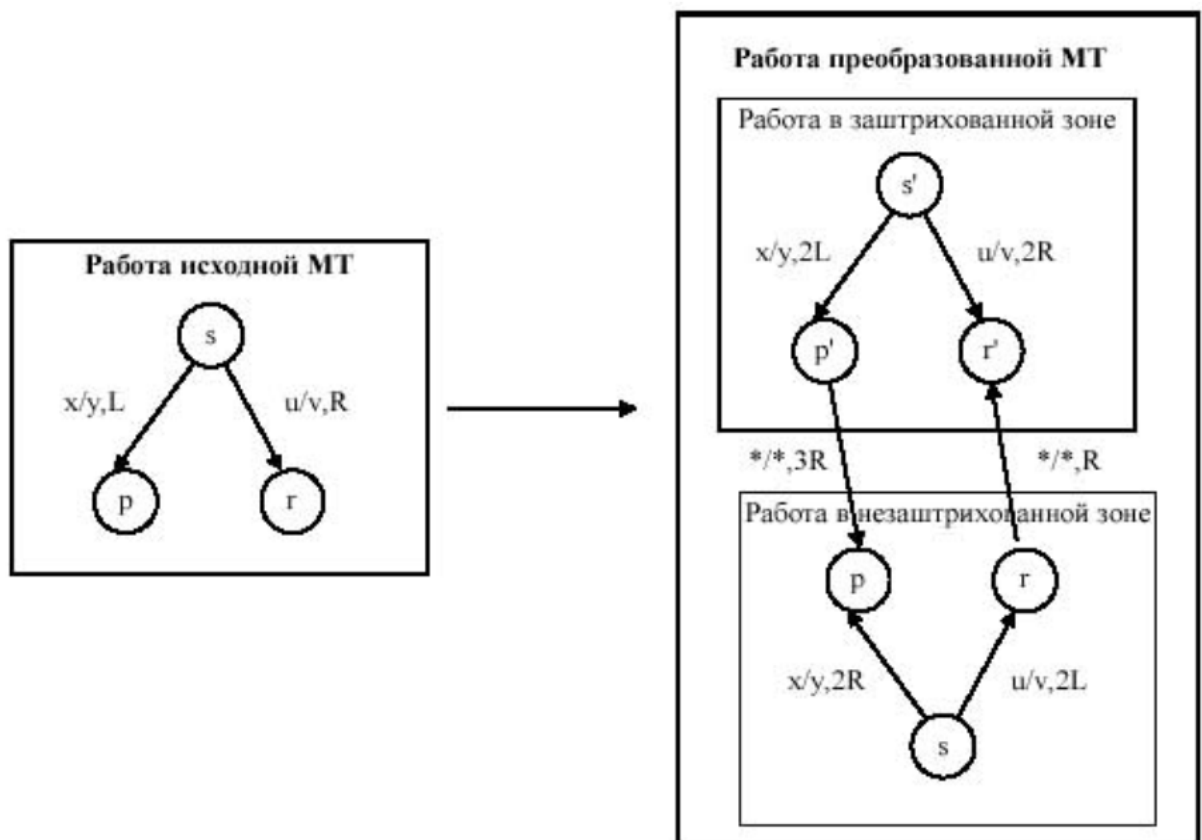 Работа исходной МТ
s
x/y,L
u/v,R
p
r
Работа преобразованной МТ
Работа в заштрихованной зоне
s'
x/y,2L
u/v,2R
p'
r'
*/*,3R
*/*,R
Работа в незаштрихованной зоне
p
r
x/y,2R
u/v,2L
s